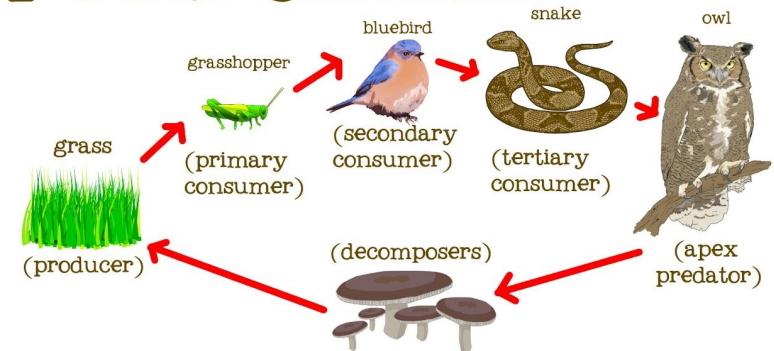 grass
(producer)
grasshopper
(primary
consumer)
bluebird
(secondary
consumer)
snake
(tertiary
consumer)
owl
(apex
predator)
(decomposers)